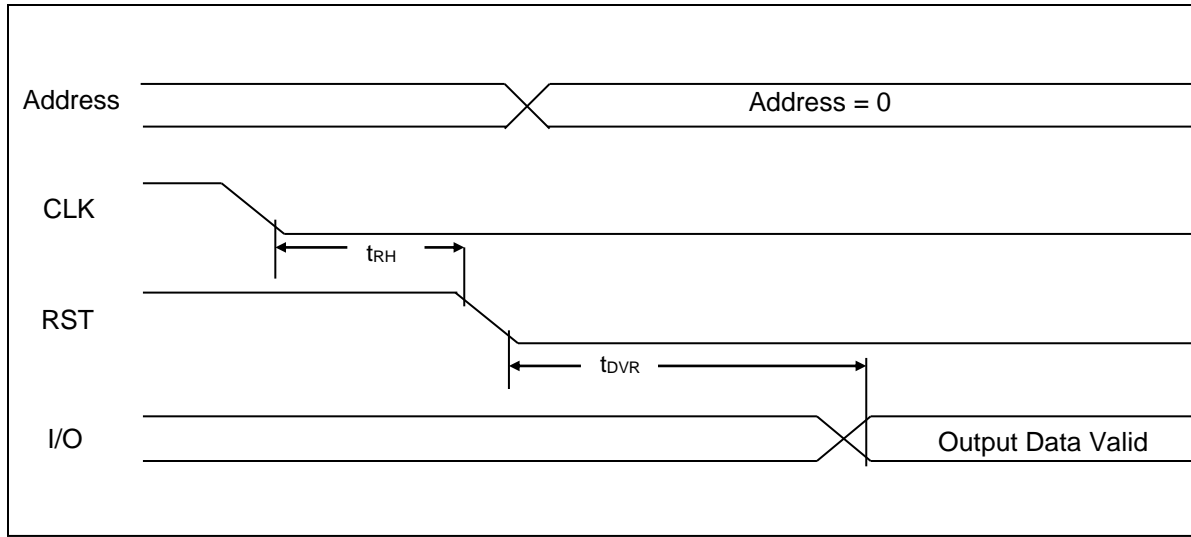 Address
Address = 0
CLK
tRH
RST
tDVR
I/O
Output Data Valid